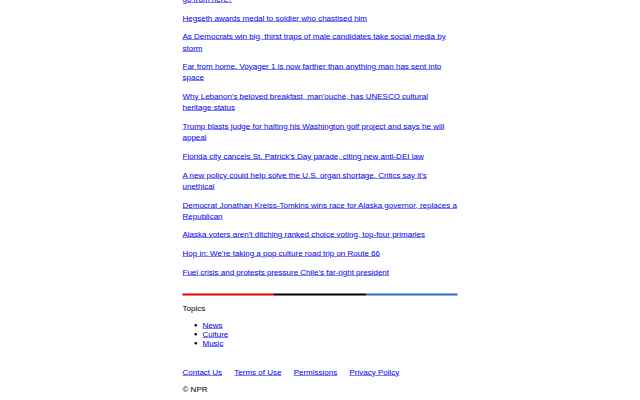 go from here?
Hegseth awards medal to soldier who chastised him
As Democrats win big, thirst traps of male candidates take social media by
storm
Far from home, Voyager 1 is now farther than anything man has sent into
space
Why Lebanon's beloved breakfast, man'ouché, has UNESCO cultural
heritage status
Trump blasts judge for halting his Washington golf project and says he will
appeal
Florida city cancels St. Patrick's Day parade, citing new anti-DEI law
A new policy could help solve the U.S. organ shortage. Critics say it's
unethical
Democrat Jonathan Kreiss-Tomkins wins race for Alaska governor, replaces a
Republican
Alaska voters aren't ditching ranked choice voting, top-four primaries
Hop in: We're taking a pop culture road trip on Route 66
Fuel crisis and protests pressure Chile's far-right president
Topics
News
Culture
Music
Contact Us Terms of Use Permissions Privacy Policy
© NPR